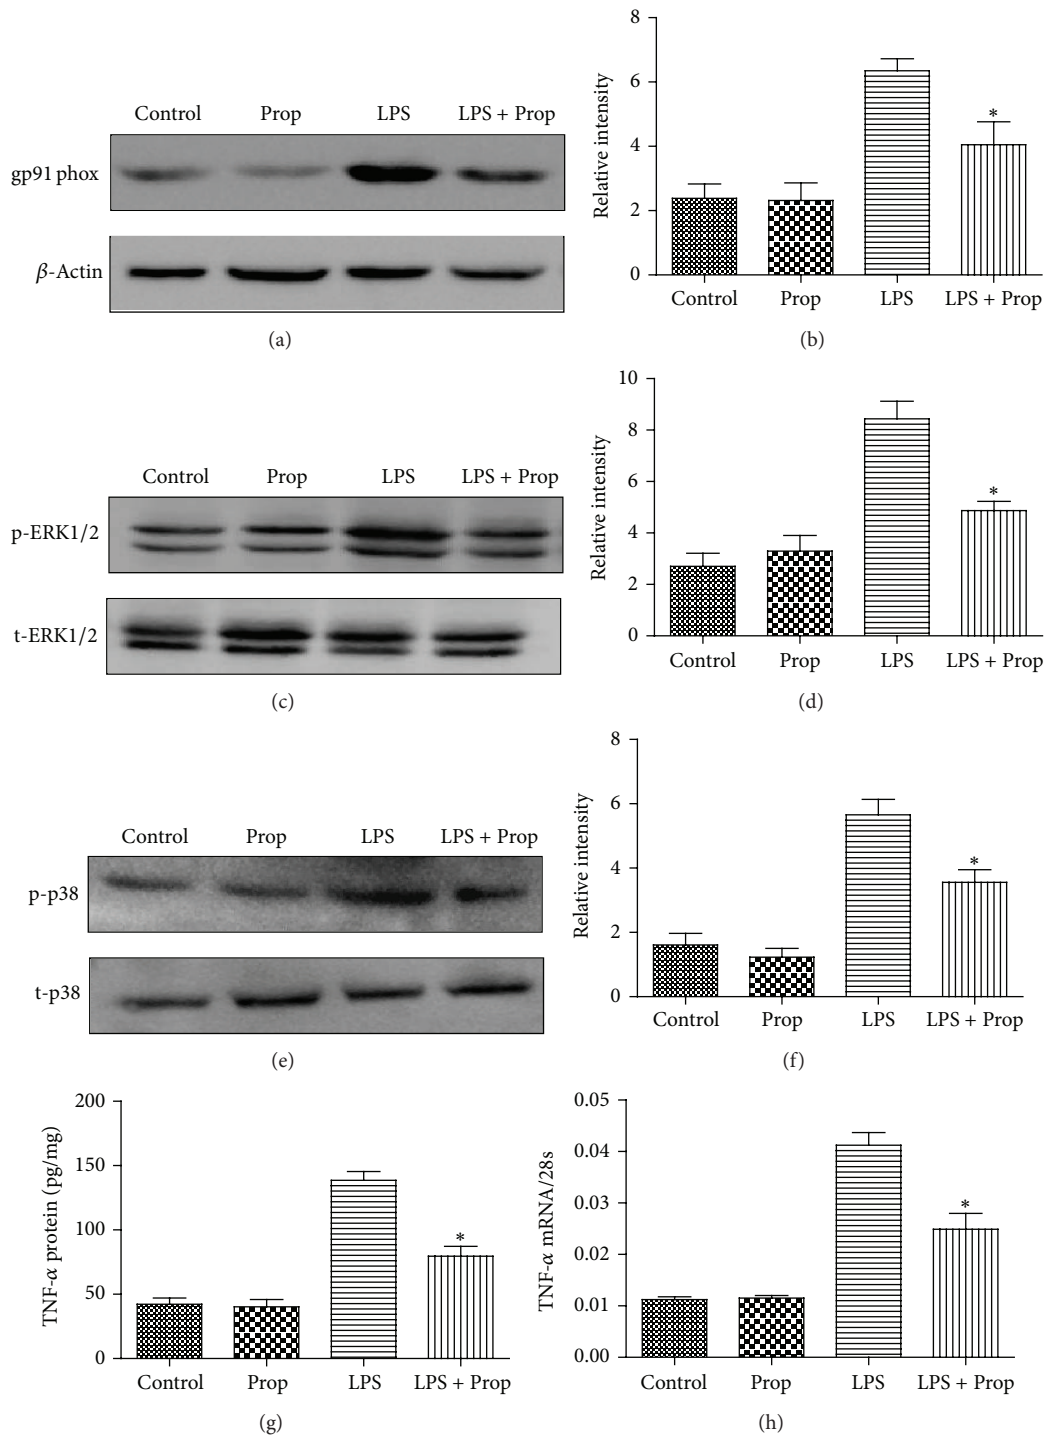 Control Prop LPS LPS + Prop
gp91 phox
β-Actin
(a)
8
6
4
2
0
Relative intensity
*
Control Prop LPS LPS + Prop
(b)
Control Prop LPS LPS + Prop
p-ERK1/2
t-ERK1/2
(c)
10
8
6
4
2
0
Relative intensity
*
Control Prop LPS LPS + Prop
(d)
Control Prop LPS LPS + Prop
p-p38
t-p38
(e)
8
6
4
2
0
Relative intensity
*
Control Prop LPS LPS + Prop
(f)
200
150
100
50
0
TNF-α protein (pg/mg)
*
Control Prop LPS LPS + Prop
(g)
0.05
0.04
0.03
0.02
0.01
0.00
TNF-α mRNA/28s
*
Control Prop LPS LPS + Prop
(h)